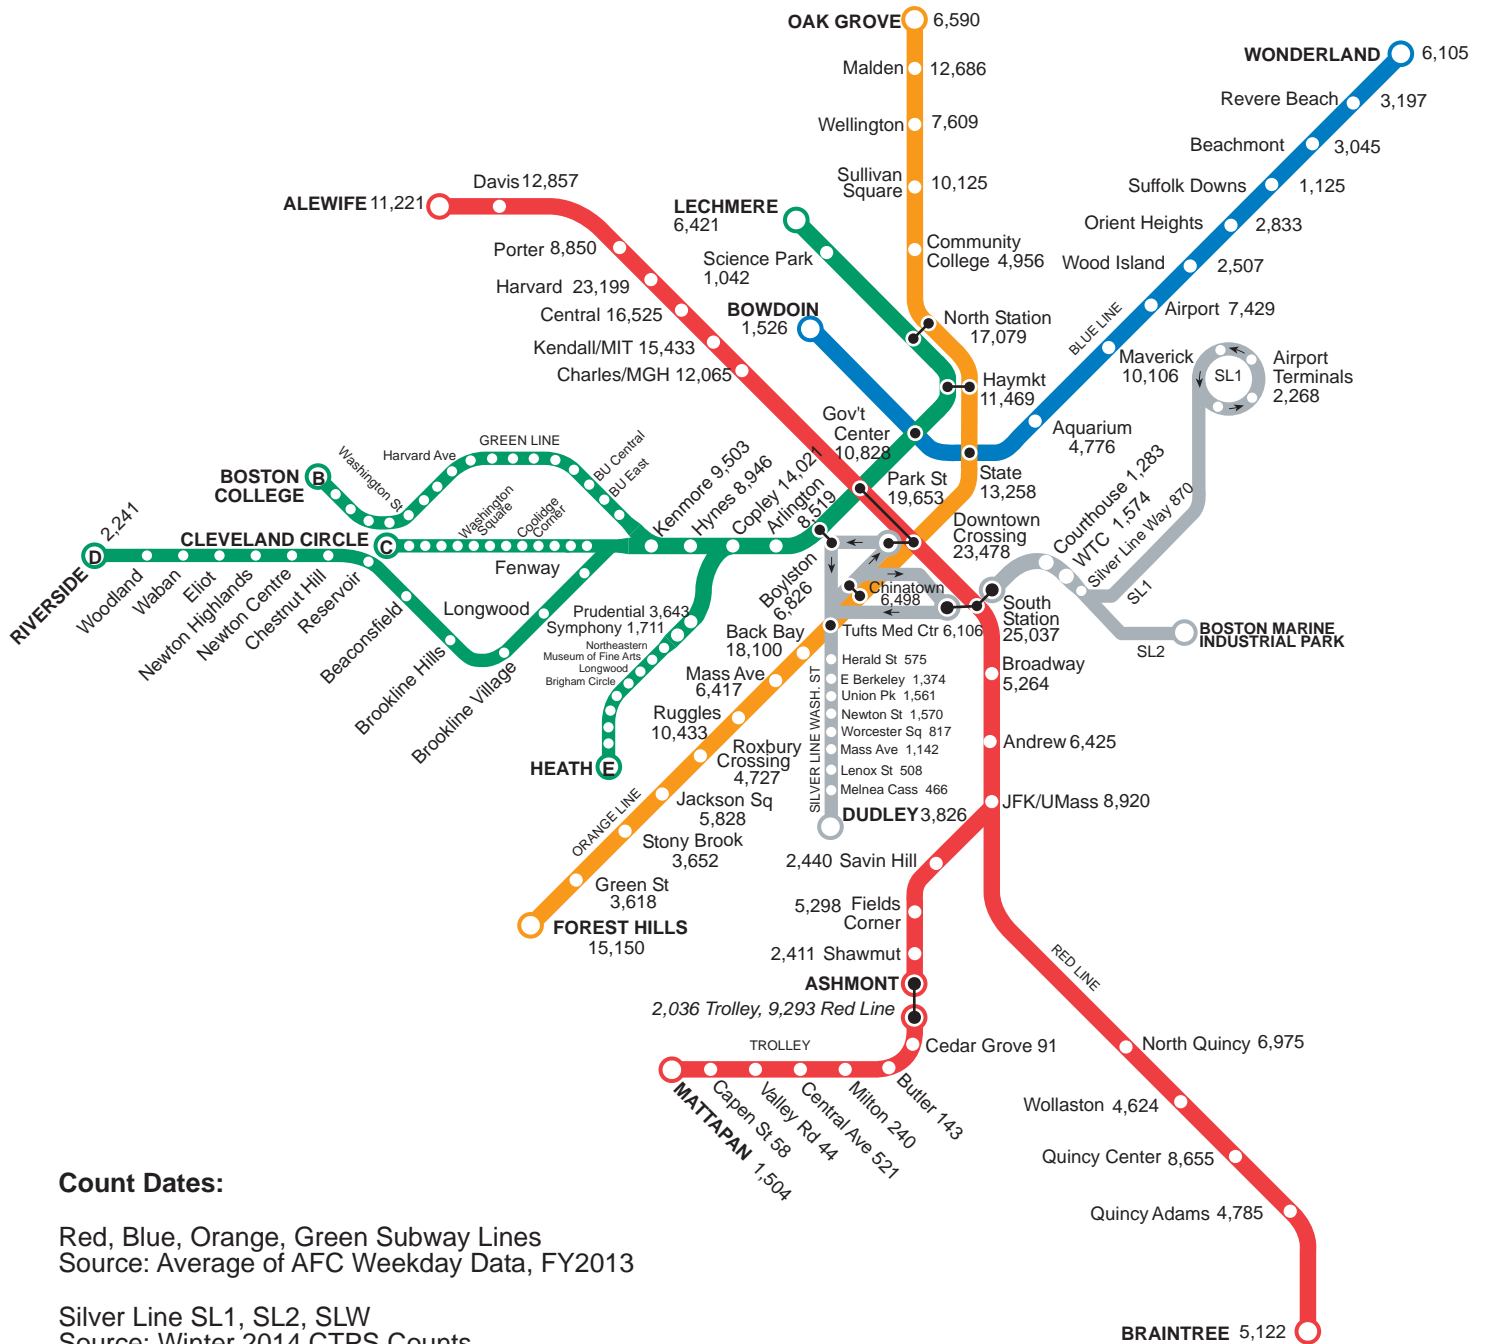 OAK GROVE 6,590
Malden 12,686
Wellington 7,609
Sullivan
Square 10,125
Community
College 4,956
North Station
17,079
Haymkt
11,469
WONDERLAND 6,105
Revere Beach 3,197
Beachmont 3,045
Suffolk Downs 1,125
Orient Heights 2,833
Wood Island 2,507
Airport 7,429
BLUE LINE
Maverick
10,106
Aquarium
4,776
State
13,258
Gov't
Center
10,828
BOWDOIN
1,526
LECHMERE
6,421
Science Park
1,042
ALEWIFE 11,221
Davis 12,857
Porter 8,850
Harvard 23,199
Central 16,525
Kendall/MIT 15,433
Charles/MGH 12,065
Park St
19,653
Downtown
Crossing
23,478
SL1
Airport
Terminals
2,268
Courthouse 1,283
WTC 1,574
Silver Line Way 870
SL1
SL2
BOSTON MARINE
INDUSTRIAL PARK
South
Station
25,037
GREEN LINE
BOSTON
COLLEGE
B
Washington St
Harvard Ave
BU Central
BU East
CLEVELAND CIRCLE
C
Washington
Square
Coolidge
Corner
Kenmore 9,503
Hynes 8,946
Copley 14,021
Arlington
8,519
Boylston
6,826
2,241
D
RIVERSIDE
Woodland
Waban
Eliot
Newton Highlands
Newton Centre
Chestnut Hill
Reservoir
Beaconsfield
Brookline Hills
Brookline Village
Longwood
Fenway
Prudential 3,643
Symphony 1,711
Northeastern
Museum of Fine Arts
Longwood
Brigham Circle
HEATH E
Chinatown
6,498
Tufts Med Ctr 6,106
Back Bay
18,100
Mass Ave
6,417
Ruggles
10,433
Roxbury
Crossing
4,727
Jackson Sq
5,828
Stony Brook
3,652
Green St
3,618
FOREST HILLS
15,150
ORANGE LINE
SILVER LINE WASH. ST
Herald St 575
E Berkeley 1,374
Union Pk 1,561
Newton St 1,570
Worcester Sq 817
Mass Ave 1,142
Lenox St 508
Melnea Cass 466
DUDLEY 3,826
Broadway
5,264
Andrew 6,425
JFK/UMass 8,920
2,440 Savin Hill
5,298 Fields
Corner
2,411 Shawmut
ASHMONT
2,036 Trolley, 9,293 Red Line
Cedar Grove 91
TROLLEY
Butler 143
Milton 240
Central Ave 521
Valley Rd 44
Capen St 58
MATTAPAN 1,504
RED LINE
North Quincy 6,975
Wollaston 4,624
Quincy Center 8,655
Quincy Adams 4,785
BRAINTREE 5,122
Count Dates:
Red, Blue, Orange, Green Subway Lines
Source: Average of AFC Weekday Data, FY2013
Silver Line SL1, SL2, SLW
Source: Winter 2014 CTPS Counts